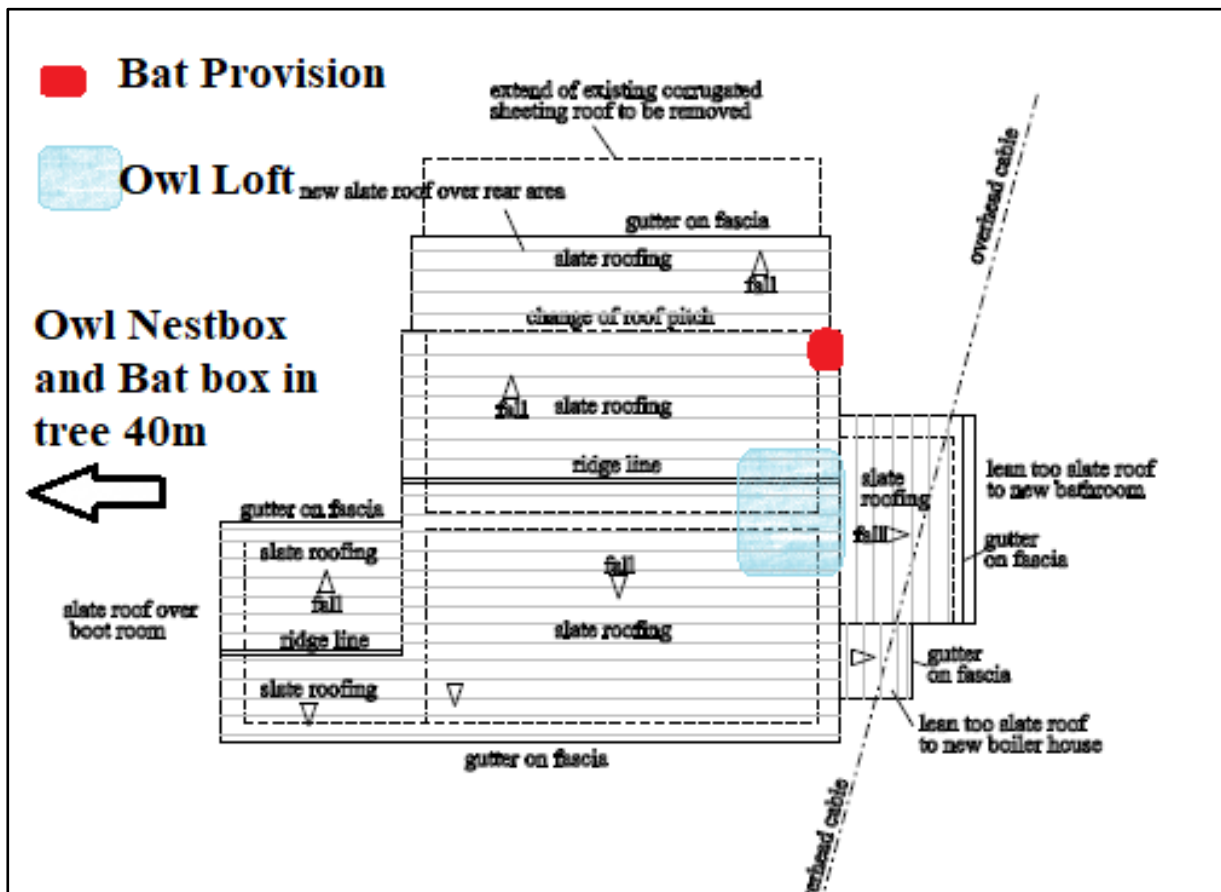 Bat Provision
extend of existing corrugated
sheeting roof to be removed
overhead cable
Owl Loft
new slate roof over rear area
gutter on fascia
slate roofing
fall
change of roof pitch
Owl Nestbox
and Bat box in
tree 40m
fall
slate roofing
ridge line
slate
roofing
lean too slate roof
to new bathroom
gutter on fascia
slate roofing
fall
fall
fall
gutter
on fascia
slate roof over
boot room
slate roofing
ridge line
gutter
on fascia
slate roofing
lean too slate roof
to new boiler house
gutter on fascia
erhead cable